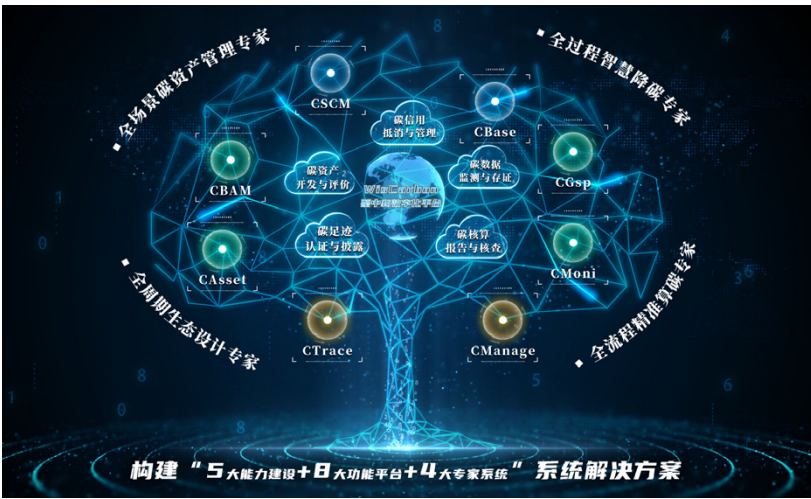 全场景碳资产管理专家
全过程智慧降碳专家
CSCM
CBase
碳信用
抵消与管理
CBAM
碳资产
开发与评价
碳数据
监测与存证
CGsp
WinCarbon
碳足迹
认证与披露
碳核算
报告与核查
CAsset
CMoni
CTrace
CManage
全周期生态设计专家
全流程精准算碳专家
构建“5大能力建设+8大功能平台+4大专家系统”系统解决方案